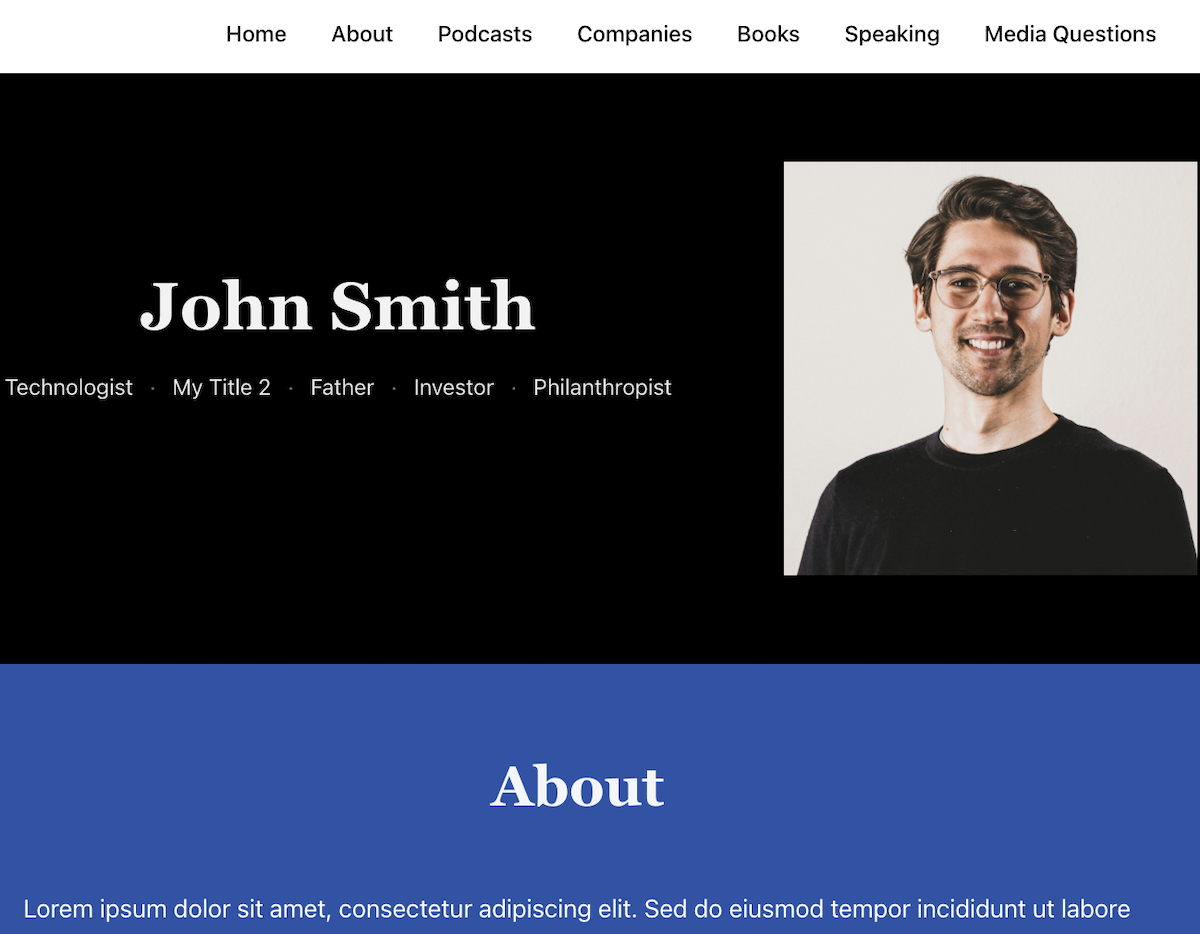 Home About Podcasts Companies Books Speaking Media Questions
John Smith
Technologist · My Title 2 · Father · Investor · Philanthropist
About
Lorem ipsum dolor sit amet, consectetur adipiscing elit. Sed do eiusmod tempor incididunt ut labore